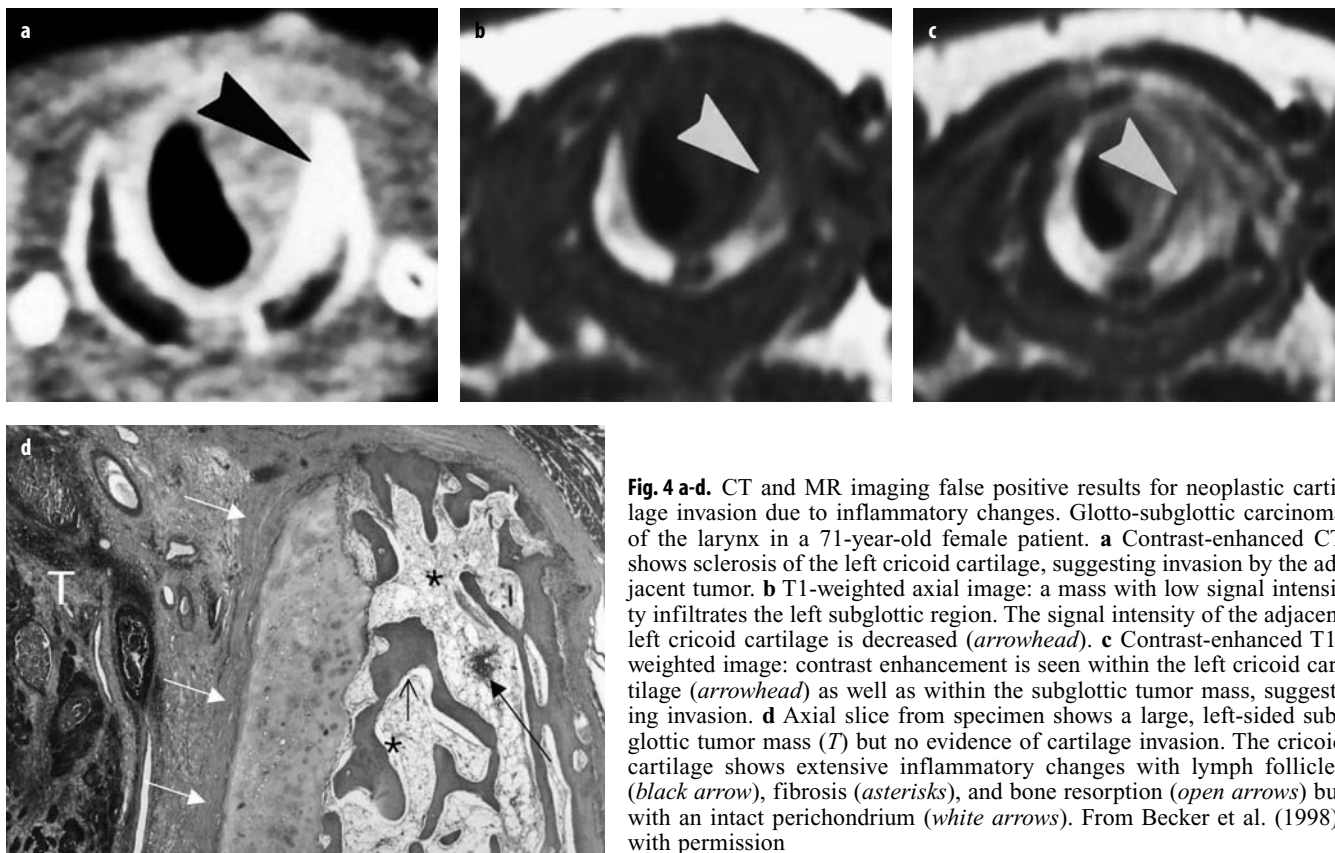 a
b
c
d
T
*
*
Fig. 4 a-d. CT and MR imaging false positive results for neoplastic carti
lage invasion due to inflammatory changes. Glotto-subglottic carcinom
of the larynx in a 71-year-old female patient. a Contrast-enhanced CT
shows sclerosis of the left cricoid cartilage, suggesting invasion by the ad
jacent tumor. b T1-weighted axial image: a mass with low signal intensi
ty infiltrates the left subglottic region. The signal intensity of the adjacen
left cricoid cartilage is decreased (arrowhead). c Contrast-enhanced T1
weighted image: contrast enhancement is seen within the left cricoid car
tilage (arrowhead) as well as within the subglottic tumor mass, suggest
ing invasion. d Axial slice from specimen shows a large, left-sided sub
glottic tumor mass (T) but no evidence of cartilage invasion. The cricoi
cartilage shows extensive inflammatory changes with lymph follicle
(black arrow), fibrosis (asterisks), and bone resorption (open arrows) bu
with an intact perichondrium (white arrows). From Becker et al. (1998)
with permission